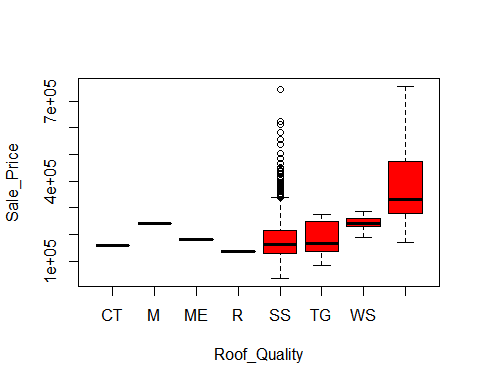 7e+05
4e+05
1e+05
Sale_Price
CT M ME R SS TG WS
Roof_Quality